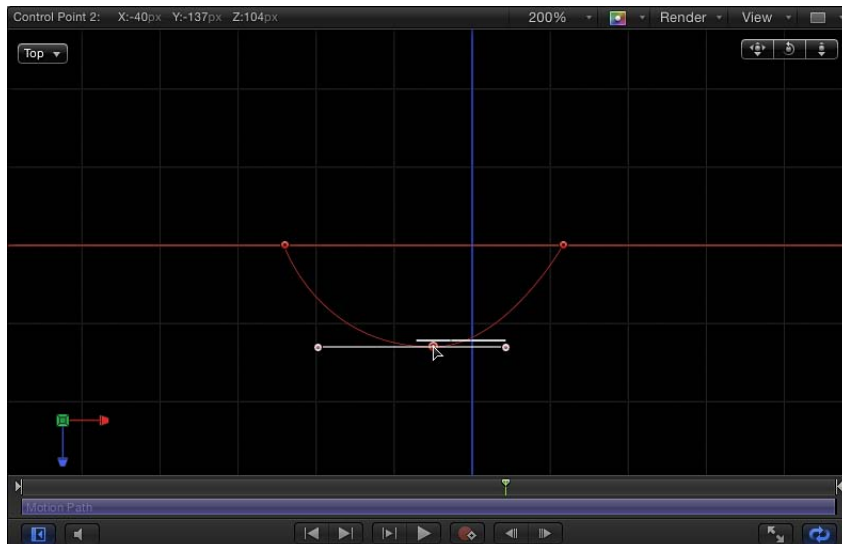 Control Point 2: X:-40px Y:-137px Z:104px 200% Render View
Top
Motion Path